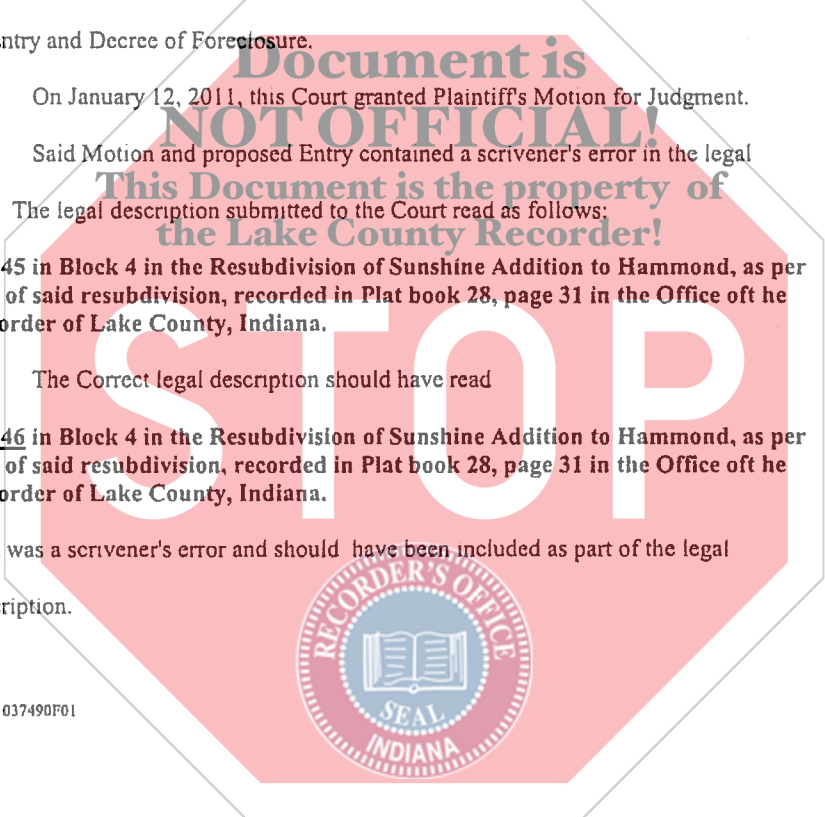 ntry and Decree of Foreclosure.
Document is
On January 12, 2011, this Court granted Plaintiff's Motion for Judgment.
NOT OFFICIAL!
Said Motion and proposed Entry contained a scrivener's error in the legal
This Document is the property of
The legal description submitted to the Court read as follows:
the Lake County Recorder!
45 in Block 4 in the Resubdivision of Sunshine Addition to Hammond, as per
of said resubdivision, recorded in Plat book 28, page 31 in the Office oft he
order of Lake County, Indiana.
STOP
The Correct legal description should have read
46 in Block 4 in the Resubdivision of Sunshine Addition to Hammond, as per
of said resubdivision, recorded in Plat book 28, page 31 in the Office oft he
order of Lake County, Indiana.
was a scrivener's error and should have been included as part of the legal
ription.
RECORDER'S OFFICE
SEAL
INDIANA
037490F01